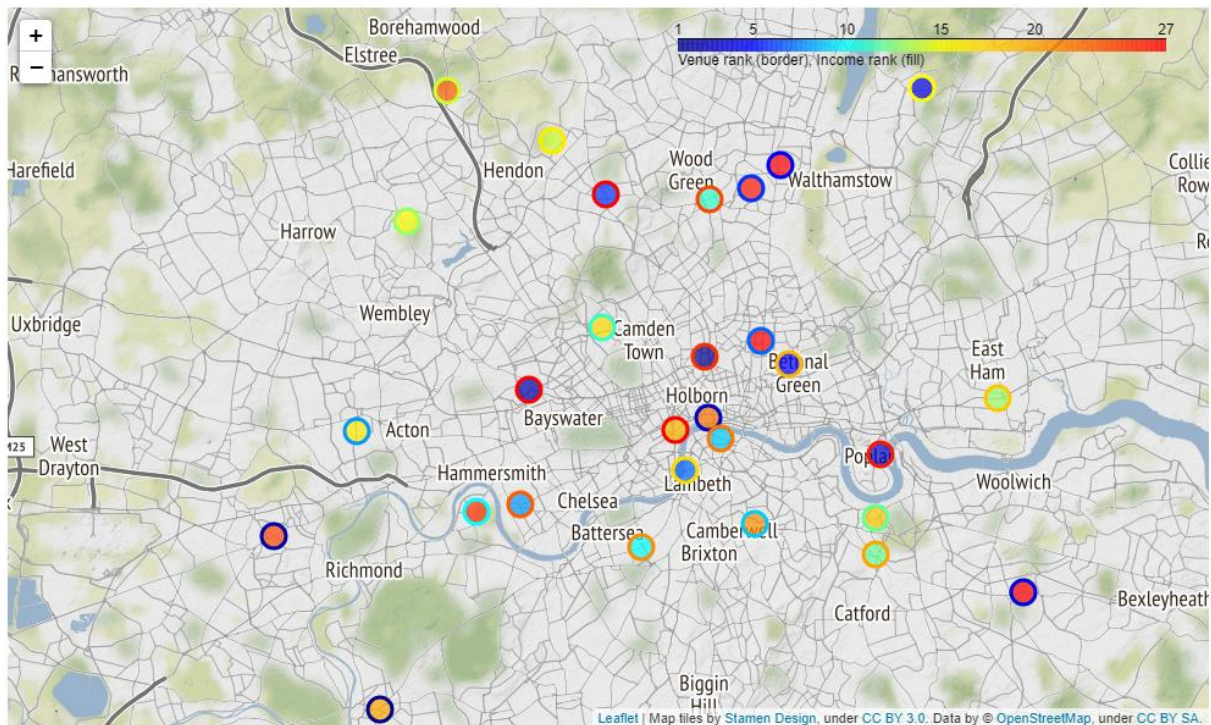 +
−
Borehamwood
Elstree
1 5 10 15 20 27
Venue rank (border), Income rank (fill)
Harefield
Hendon
Wood
Green
Walthamstow
Harrow
Wembley
Uxbridge
Camden
Town
East
Ham
Green
Holborn
Bayswater
Acton
West
Drayton
M25
Hammersmith
Lambeth
Woolwich
Chelsea
Battersea
Camberwell
Brixton
Richmond
Catford
Bexleyheath
Biggin
Hill
Leaflet | Map tiles by Stamen Design, under CC BY 3.0. Data by © OpenStreetMap, under CC BY SA.